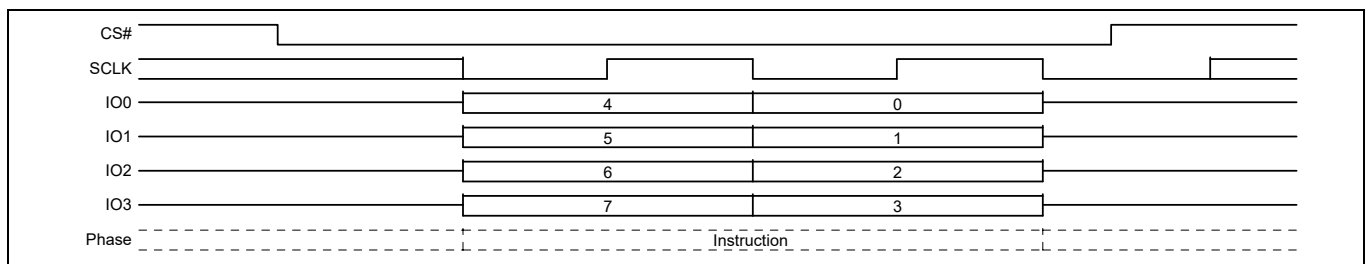 CS#
SCLK
IO0 4 0
IO1 5 1
IO2 6 2
IO3 7 3
Phase Instruction